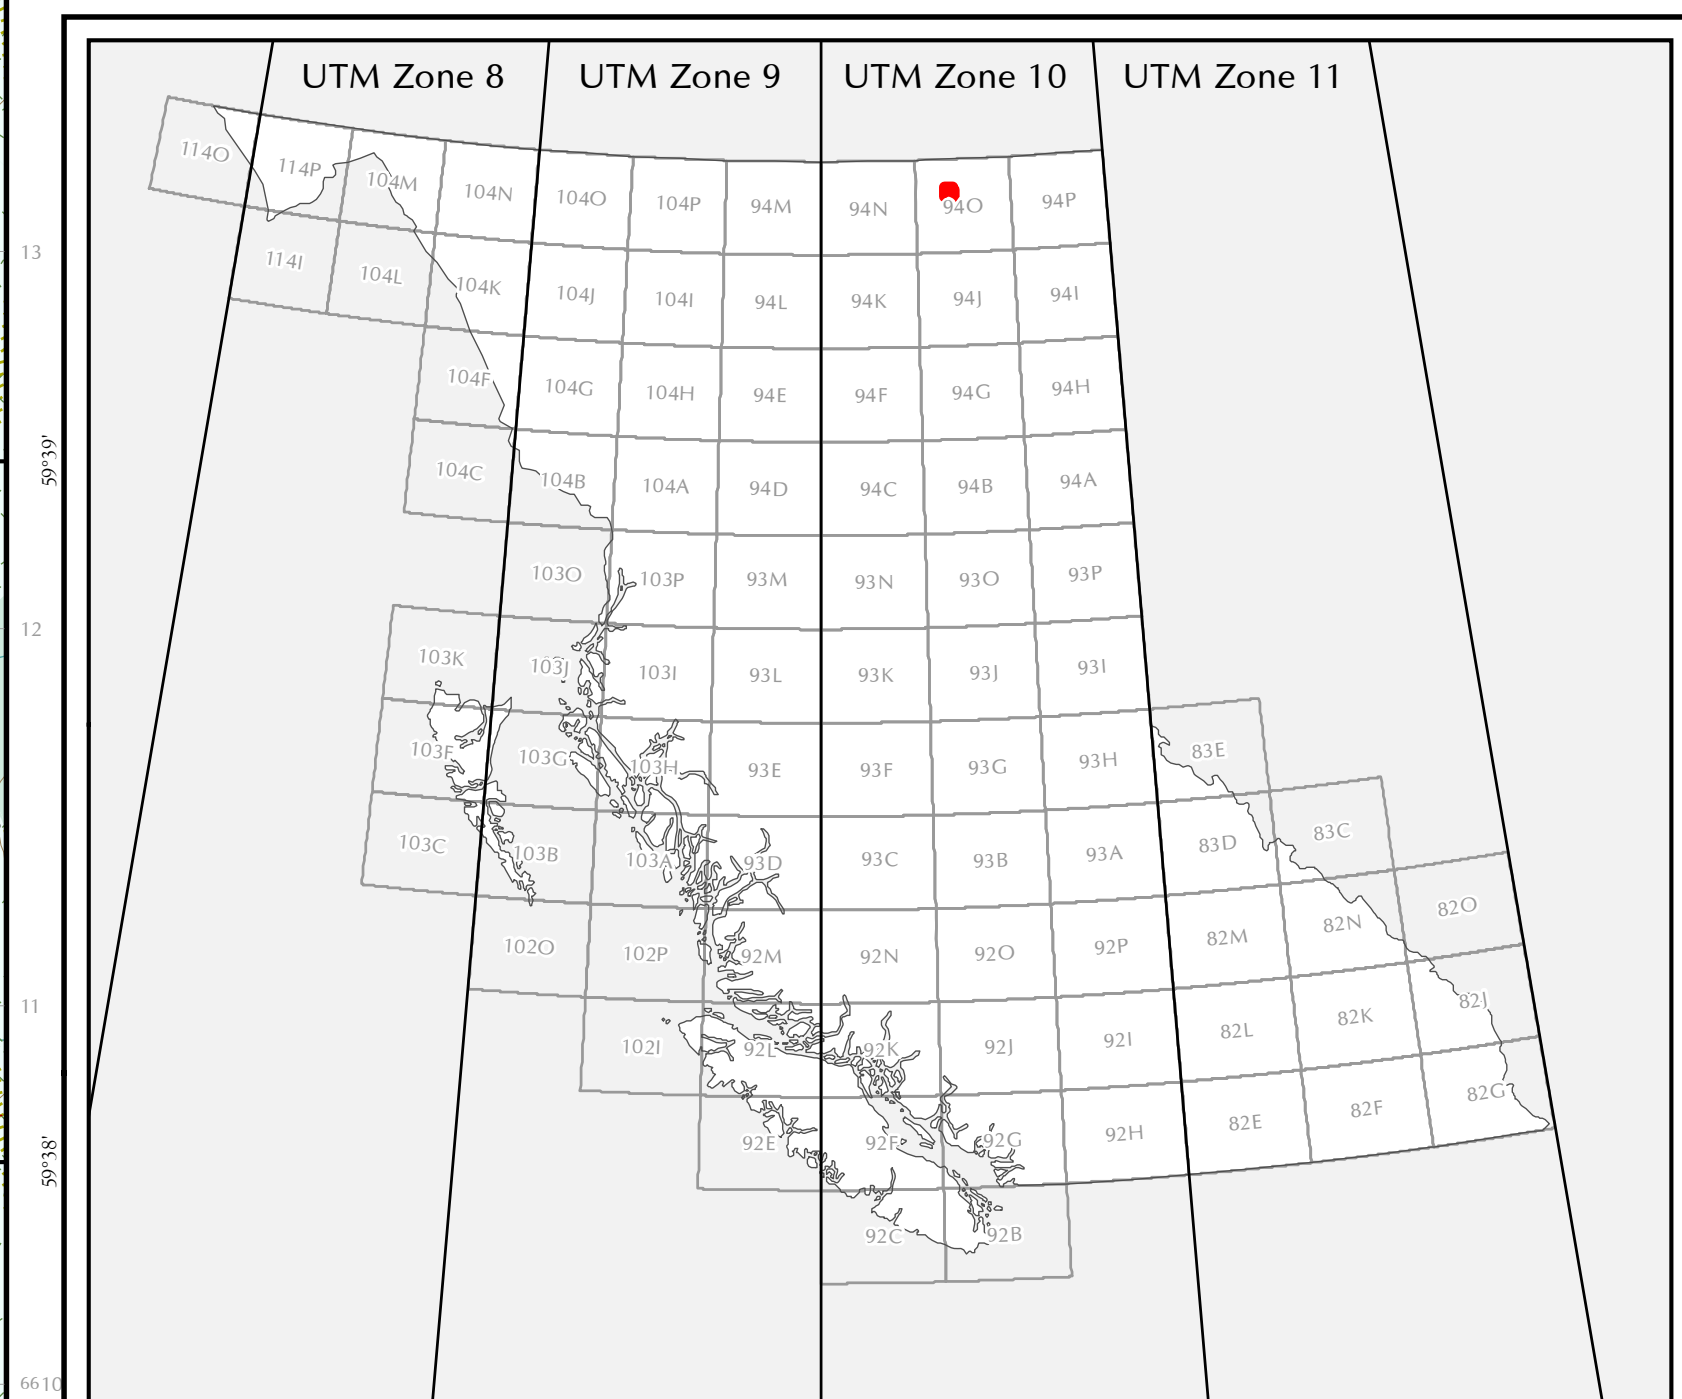 UTM Zone 8 UTM Zone 9 UTM Zone 10 UTM Zone 11
114O 114P 104M 104N 104O 104P 94M 94N 94O 94P
13
114I 104L 104K 104J 104I 94L 94K 94J 94I
104F 104G 104H 94E 94F 94G 94H
59°39'
104C 104B 104A 94D 94C 94B 94A
103O 103P 93M 93N 93O 93P
12
103K 103J 103I 93L 93K 93J 93I
103F 103G 103H 93E 93F 93G 93H 83E
103C 103B 103A 93D 93C 93B 93A 83D 83C
102O 102P 92M 92N 92O 92P 82M 82N 82O
11
102I 92L 92K 92J 92I 82L 82K 82J
59°38'
92E 92F 92G 92H 82E 82F 82G
92C 92B
6610